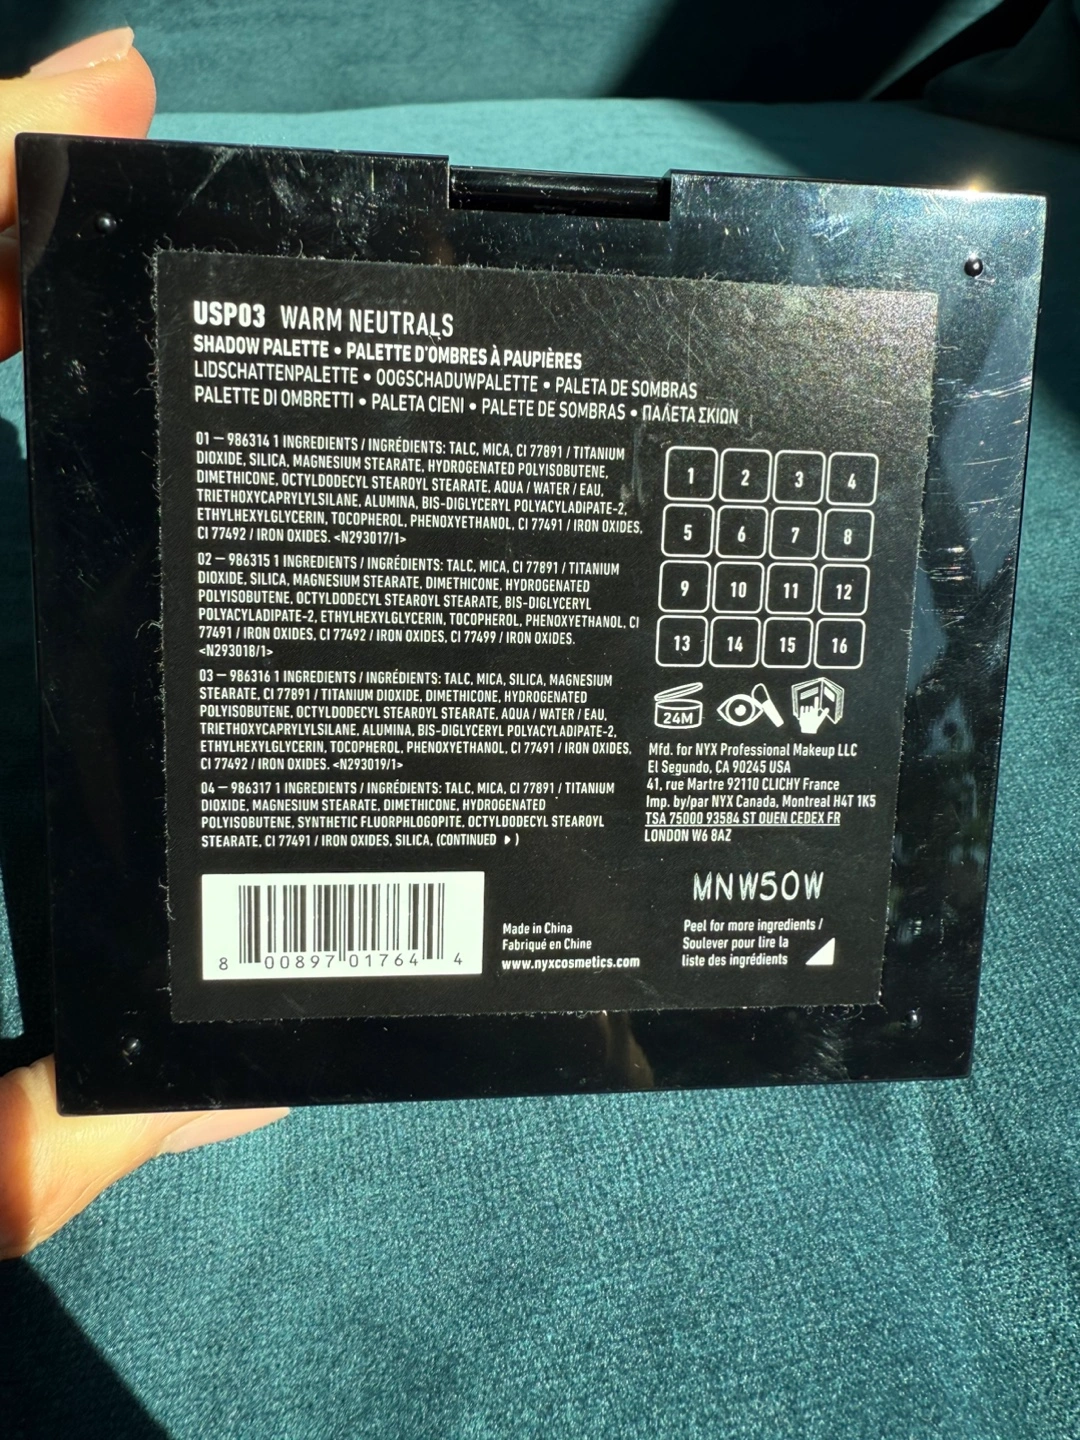 USP03 WARM NEUTRALS
SHADOW PALETTE • PALETTE D'OMBRES À PAUPIÈRES
LIDSCHATTENPALETTE • OOGSCHADUWPALETTE • PALETA DE SOMBRAS
PALETTE DI OMBRETTI • PALETA CIENI • PALETE DE SOMBRAS • ΠΑΛΕΤΑ ΣΚΙΩΝ
01 – 986314 1 INGREDIENTS / INGRÉDIENTS: TALC, MICA, CI 77891 / TITANIUM
DIOXIDE, SILICA, MAGNESIUM STEARATE, HYDROGENATED POLYISOBUTENE,
DIMETHICONE, OCTYLDODECYL STEAROYL STEARATE, AQUA / WATER / EAU,
TRIETHOXYCAPRYLYLSILANE, ALUMINA, BIS-DIGLYCERYL POLYACYLADIPATE-2,
ETHYLHEXYLGLYCERIN, TOCOPHEROL, PHENOXYETHANOL, CI 77491 / IRON OXIDES,
CI 77492 / IRON OXIDES. <N293017/1>
02 – 986315 1 INGREDIENTS / INGRÉDIENTS: TALC, MICA, CI 77891 / TITANIUM
DIOXIDE, SILICA, MAGNESIUM STEARATE, DIMETHICONE, HYDROGENATED
POLYISOBUTENE, OCTYLDODECYL STEAROYL STEARATE, BIS-DIGLYCERYL
POLYACYLADIPATE-2, ETHYLHEXYLGLYCERIN, TOCOPHEROL, PHENOXYETHANOL, CI
77491 / IRON OXIDES, CI 77492 / IRON OXIDES, CI 77499 / IRON OXIDES.
<N293018/1>
03 – 986316 1 INGREDIENTS / INGRÉDIENTS: TALC, MICA, SILICA, MAGNESIUM
STEARATE, CI 77891 / TITANIUM DIOXIDE, DIMETHICONE, HYDROGENATED
POLYISOBUTENE, OCTYLDODECYL STEAROYL STEARATE, AQUA / WATER / EAU,
TRIETHOXYCAPRYLYLSILANE, ALUMINA, BIS-DIGLYCERYL POLYACYLADIPATE-2,
ETHYLHEXYLGLYCERIN, TOCOPHEROL, PHENOXYETHANOL, CI 77491 / IRON OXIDES,
CI 77492 / IRON OXIDES. <N293019/1>
04 – 986317 1 INGREDIENTS / INGRÉDIENTS: TALC, MICA, CI 77891 / TITANIUM
DIOXIDE, MAGNESIUM STEARATE, DIMETHICONE, HYDROGENATED
POLYISOBUTENE, SYNTHETIC FLUORPHLOGOPITE, OCTYLDODECYL STEAROYL
STEARATE, CI 77491 / IRON OXIDES, SILICA, (CONTINUED ▶)
1 2 3 4
5 6 7 8
9 10 11 12
13 14 15 16
24M
Mfd. for NYX Professional Makeup LLC
El Segundo, CA 90245 USA
41, rue Martre 92110 CLICHY France
Imp. by/par NYX Canada, Montreal H4T 1K5
TSA 75000 93584 ST OUEN CEDEX FR
LONDON W6 8AZ
MNW50W
8 00897 01764 4
Made in China
Fabriqué en Chine
www.nyxcosmetics.com
Peel for more ingredients /
Soulever pour lire la
liste des ingrédients